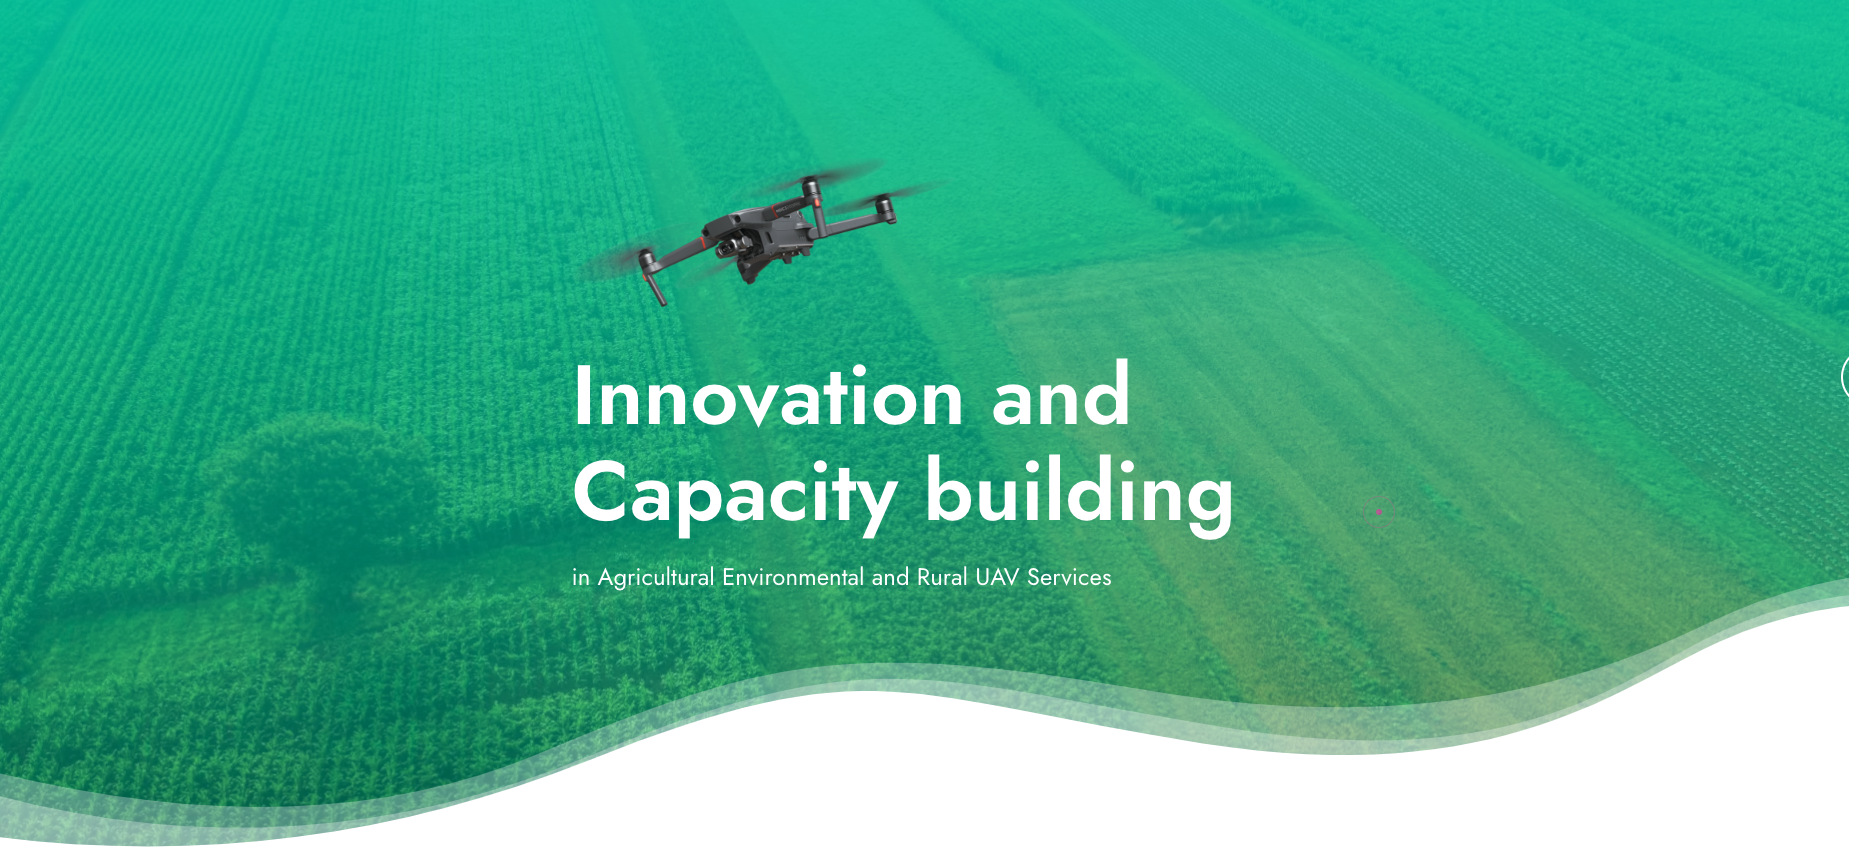 Innovation and
Capacity building
in Agricultural Environmental and Rural UAV Services